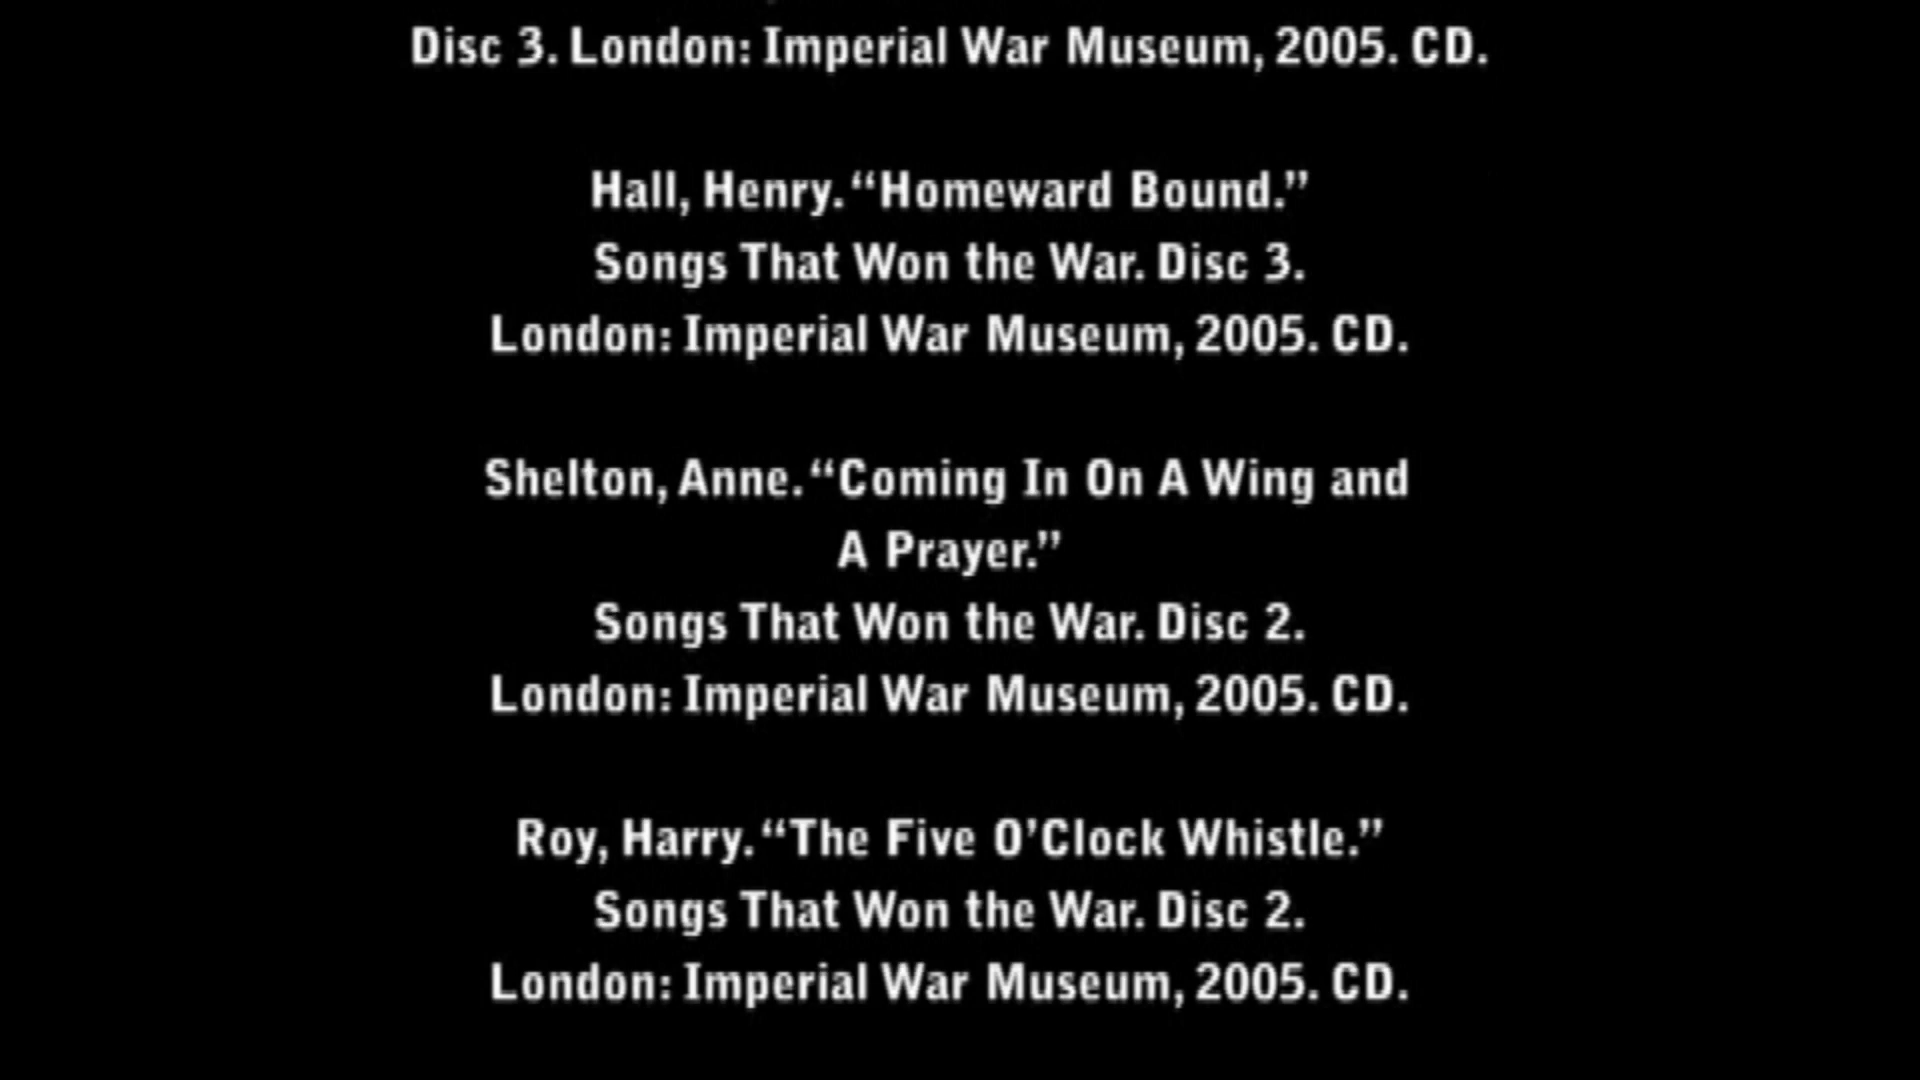 Disc 3. London: Imperial War Museum, 2005. CD.
Hall, Henry. “Homeward Bound.”
Songs That Won the War. Disc 3.
London: Imperial War Museum, 2005. CD.
Shelton, Anne. “Coming In On A Wing and
A Prayer.”
Songs That Won the War. Disc 2.
London: Imperial War Museum, 2005. CD.
Roy, Harry. “The Five O’Clock Whistle.”
Songs That Won the War. Disc 2.
London: Imperial War Museum, 2005. CD.